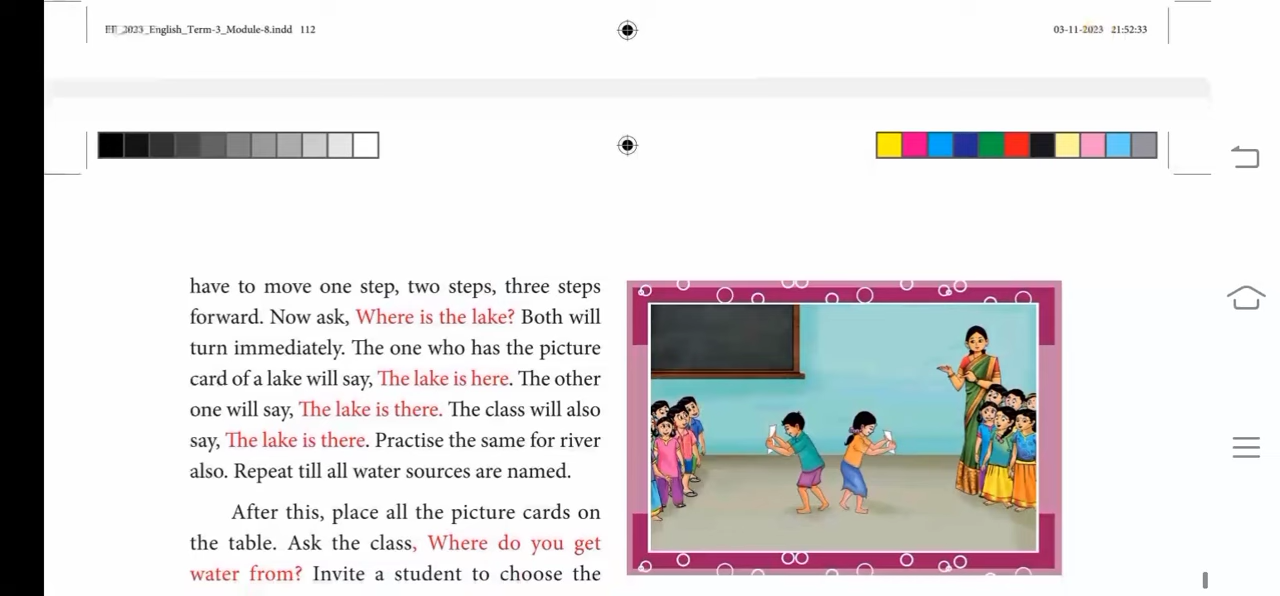 ET_2023_English_Term-3_Module-8.indd 112
03-11-2023 21:52:33
have to move one step, two steps, three steps
forward. Now ask, Where is the lake? Both will
turn immediately. The one who has the picture
card of a lake will say, The lake is here. The other
one will say, The lake is there. The class will also
say, The lake is there. Practise the same for river
also. Repeat till all water sources are named.
After this, place all the picture cards on
the table. Ask the class, Where do you get
water from? Invite a student to choose the